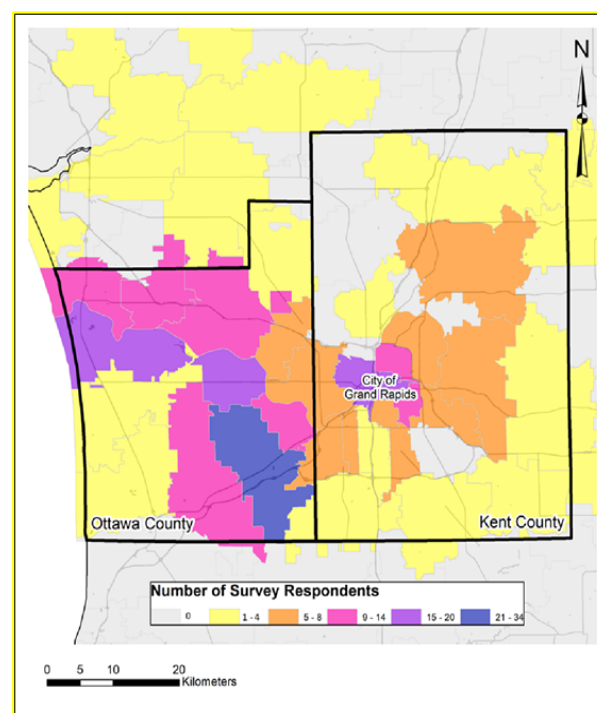 N
City of
Grand Rapids
Ottawa County
Kent County
Number of Survey Respondents
0 1 - 4 5 - 8 9 - 14 15 - 20 21 - 34
0 5 10 20
Kilometers